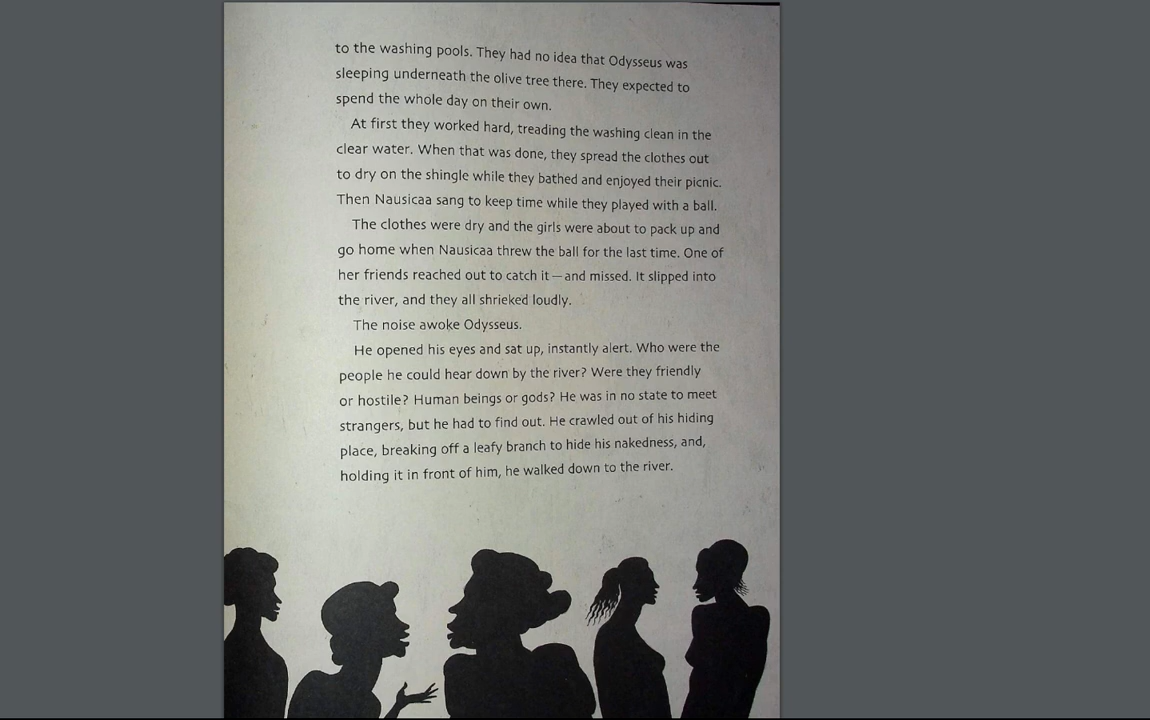 to the washing pools. They had no idea that Odysseus was
sleeping underneath the olive tree there. They expected to
spend the whole day on their own.
At first they worked hard, treading the washing clean in the
clear water. When that was done, they spread the clothes out
to dry on the shingle while they bathed and enjoyed their picnic.
Then Nausicaa sang to keep time while they played with a ball.
The clothes were dry and the girls were about to pack up and
go home when Nausicaa threw the ball for the last time. One of
her friends reached out to catch it—and missed. It slipped into
the river, and they all shrieked loudly.
The noise awoke Odysseus.
He opened his eyes and sat up, instantly alert. Who were the
people he could hear down by the river? Were they friendly
or hostile? Human beings or gods? He was in no state to meet
strangers, but he had to find out. He crawled out of his hiding
place, breaking off a leafy branch to hide his nakedness, and,
holding it in front of him, he walked down to the river.